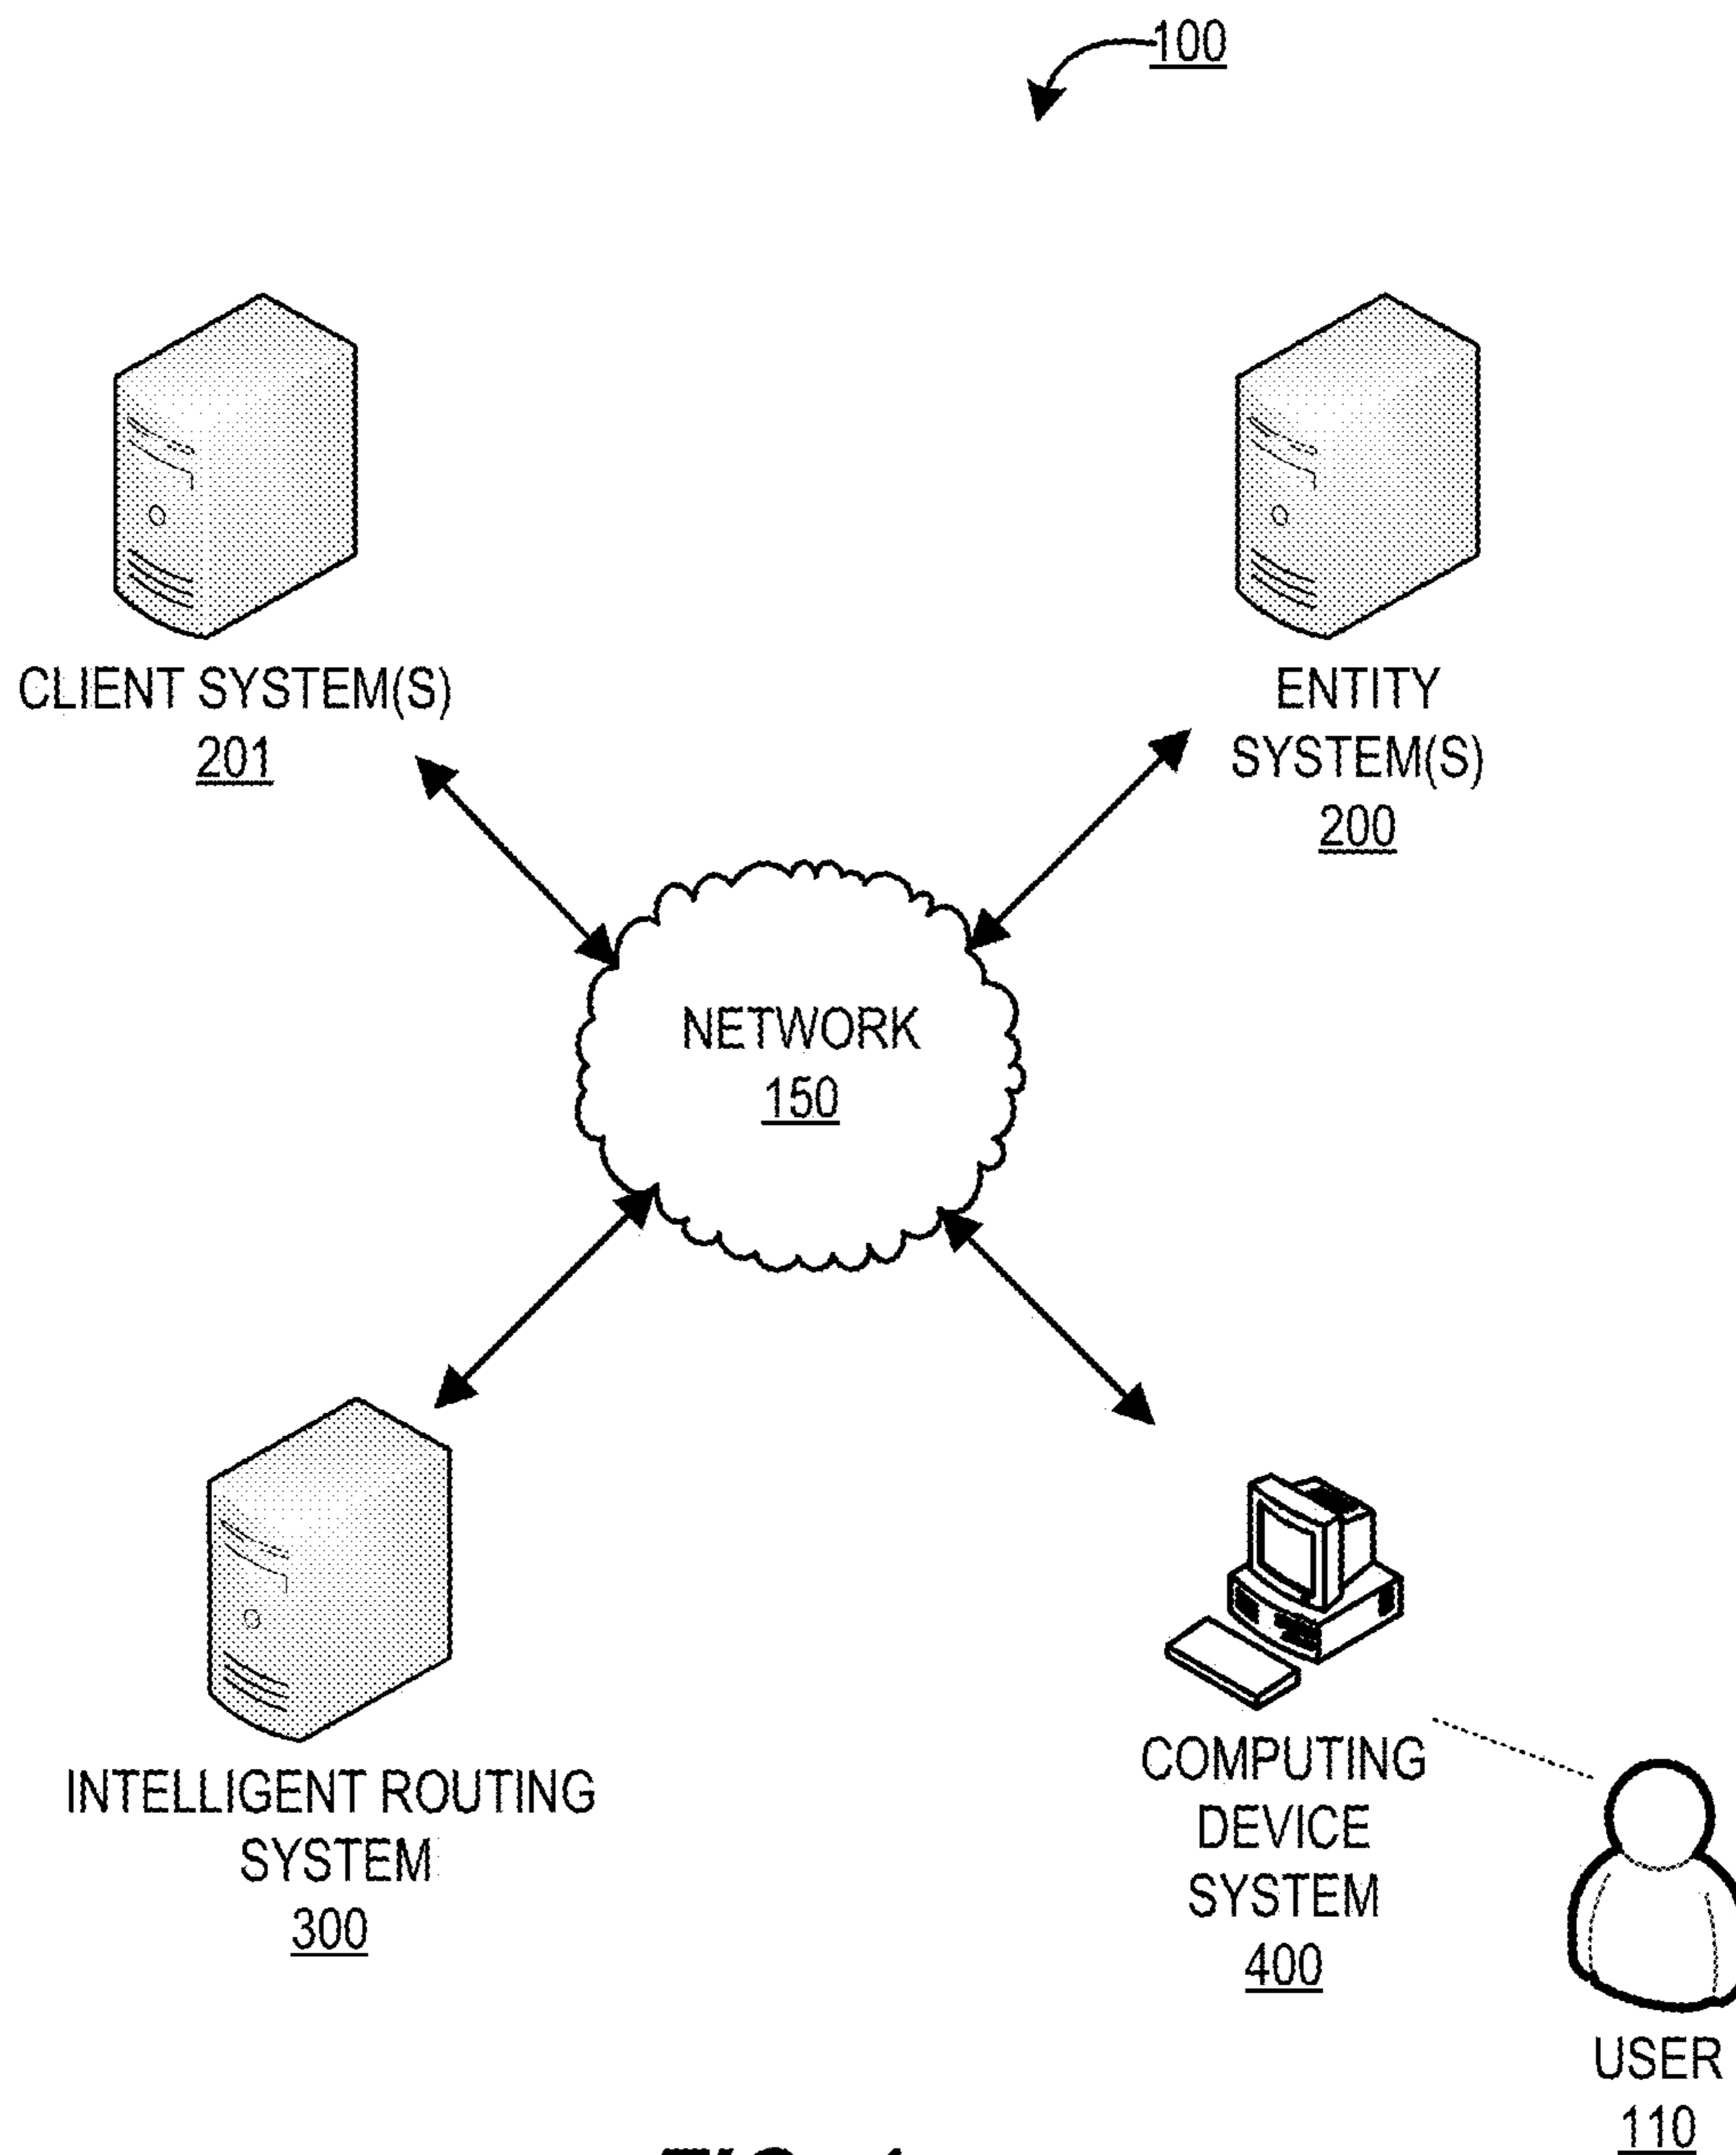 100
CLIENT SYSTEM(S)
201
ENTITY
SYSTEM(S)
200
NETWORK
150
INTELLIGENT ROUTING
SYSTEM
300
COMPUTING
DEVICE
SYSTEM
400
USER
110